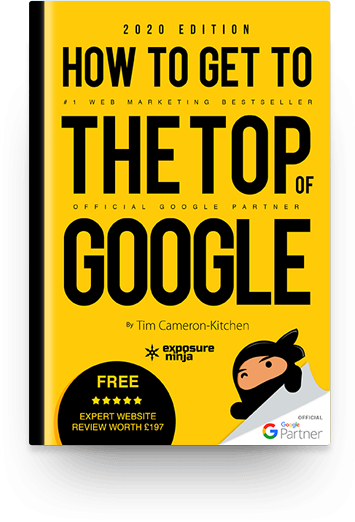 2020 EDITION
HOW TO GET TO
#1 WEB MARKETING BESTSELLER
THE TOP OF
OFFICIAL GOOGLE PARTNER
GOOGLE
By Tim Cameron-Kitchen
exposure
ninja
FREE
EXPERT WEBSITE
REVIEW WORTH £197
OFFICIAL
Google
Partner